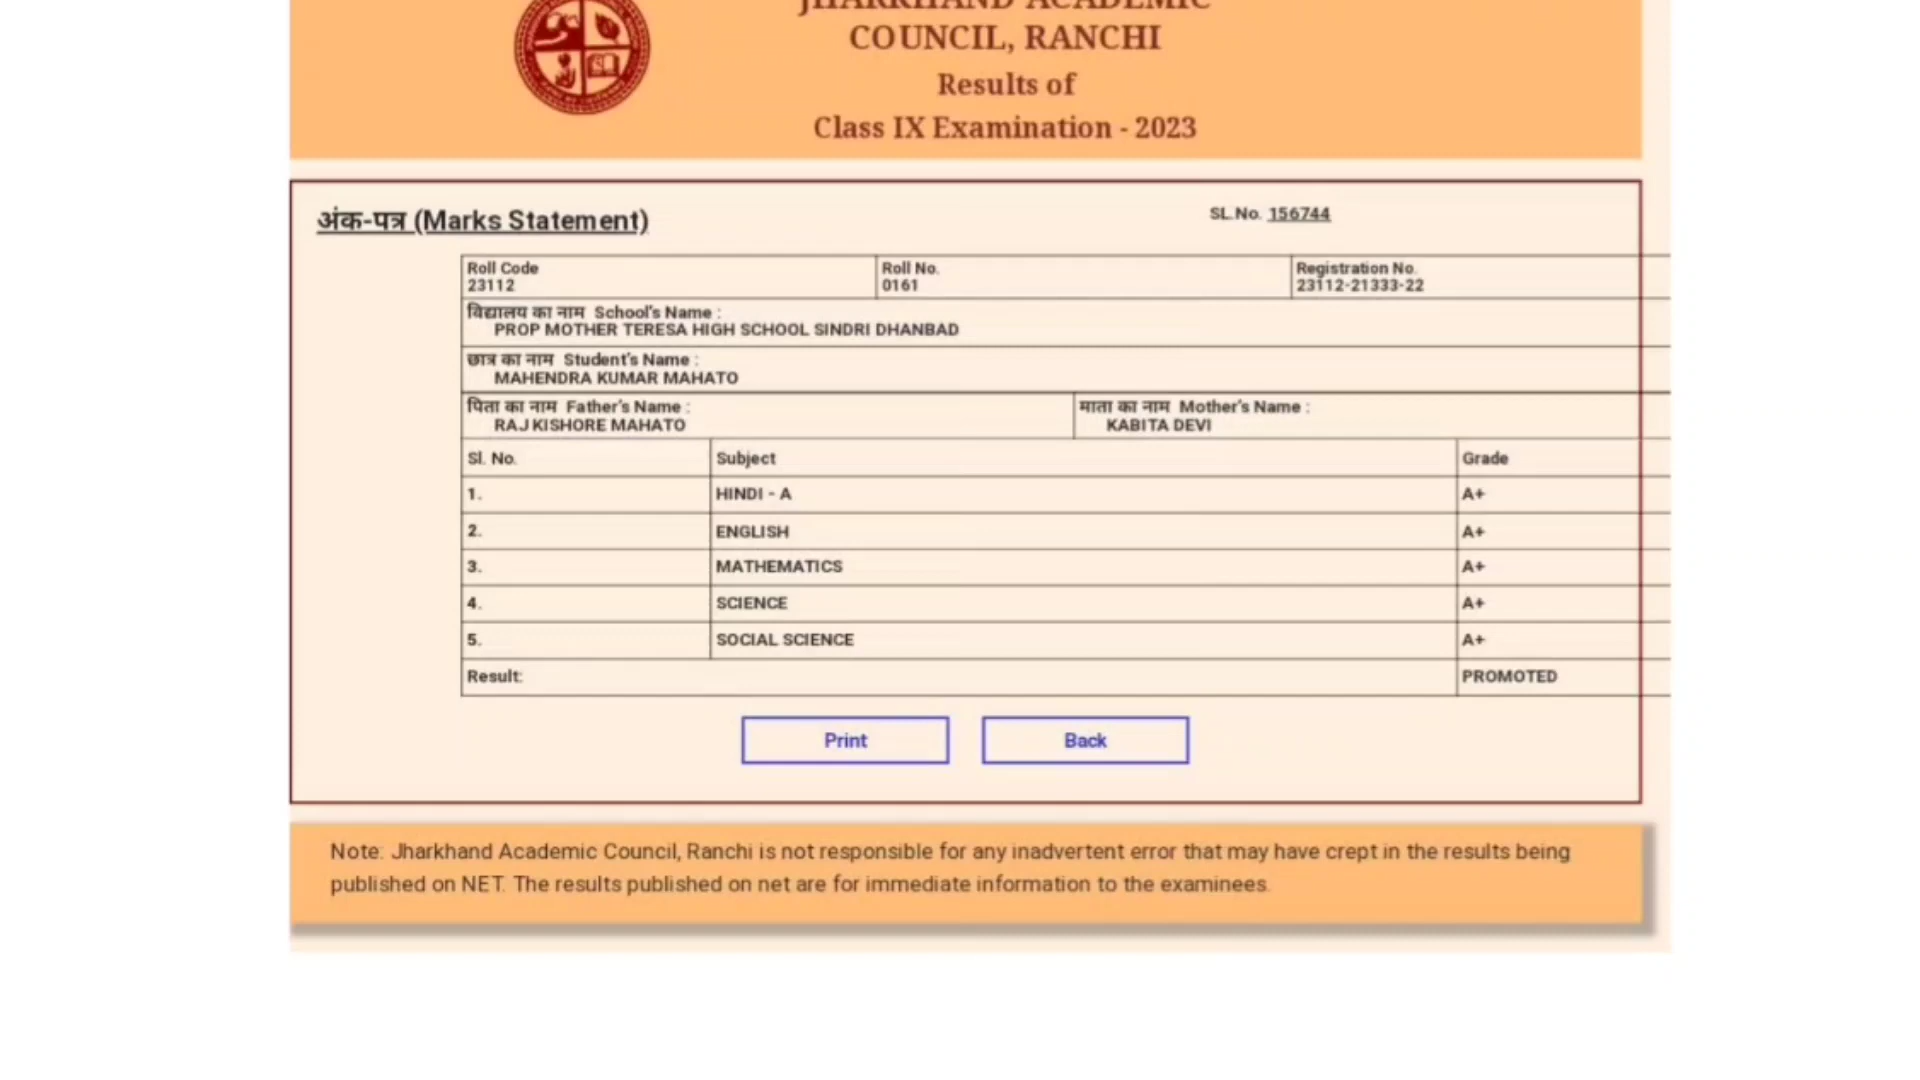 JHARKHAND ACADEMIC
COUNCIL, RANCHI
Results of
Class IX Examination - 2023
अंक-पत्र (Marks Statement)
SL.No. 156744
Roll Code
23112
Roll No.
0161
Registration No.
23112-21333-22
विद्यालय का नाम School's Name :
PROP MOTHER TERESA HIGH SCHOOL SINDRI DHANBAD
छात्र का नाम Student's Name :
MAHENDRA KUMAR MAHATO
पिता का नाम Father's Name :
RAJ KISHORE MAHATO
माता का नाम Mother's Name :
KABITA DEVI
Sl. No. Subject Grade
1. HINDI - A A+
2. ENGLISH A+
3. MATHEMATICS A+
4. SCIENCE A+
5. SOCIAL SCIENCE A+
Result: PROMOTED
Print Back
Note: Jharkhand Academic Council, Ranchi is not responsible for any inadvertent error that may have crept in the results being
published on NET. The results published on net are for immediate information to the examinees.